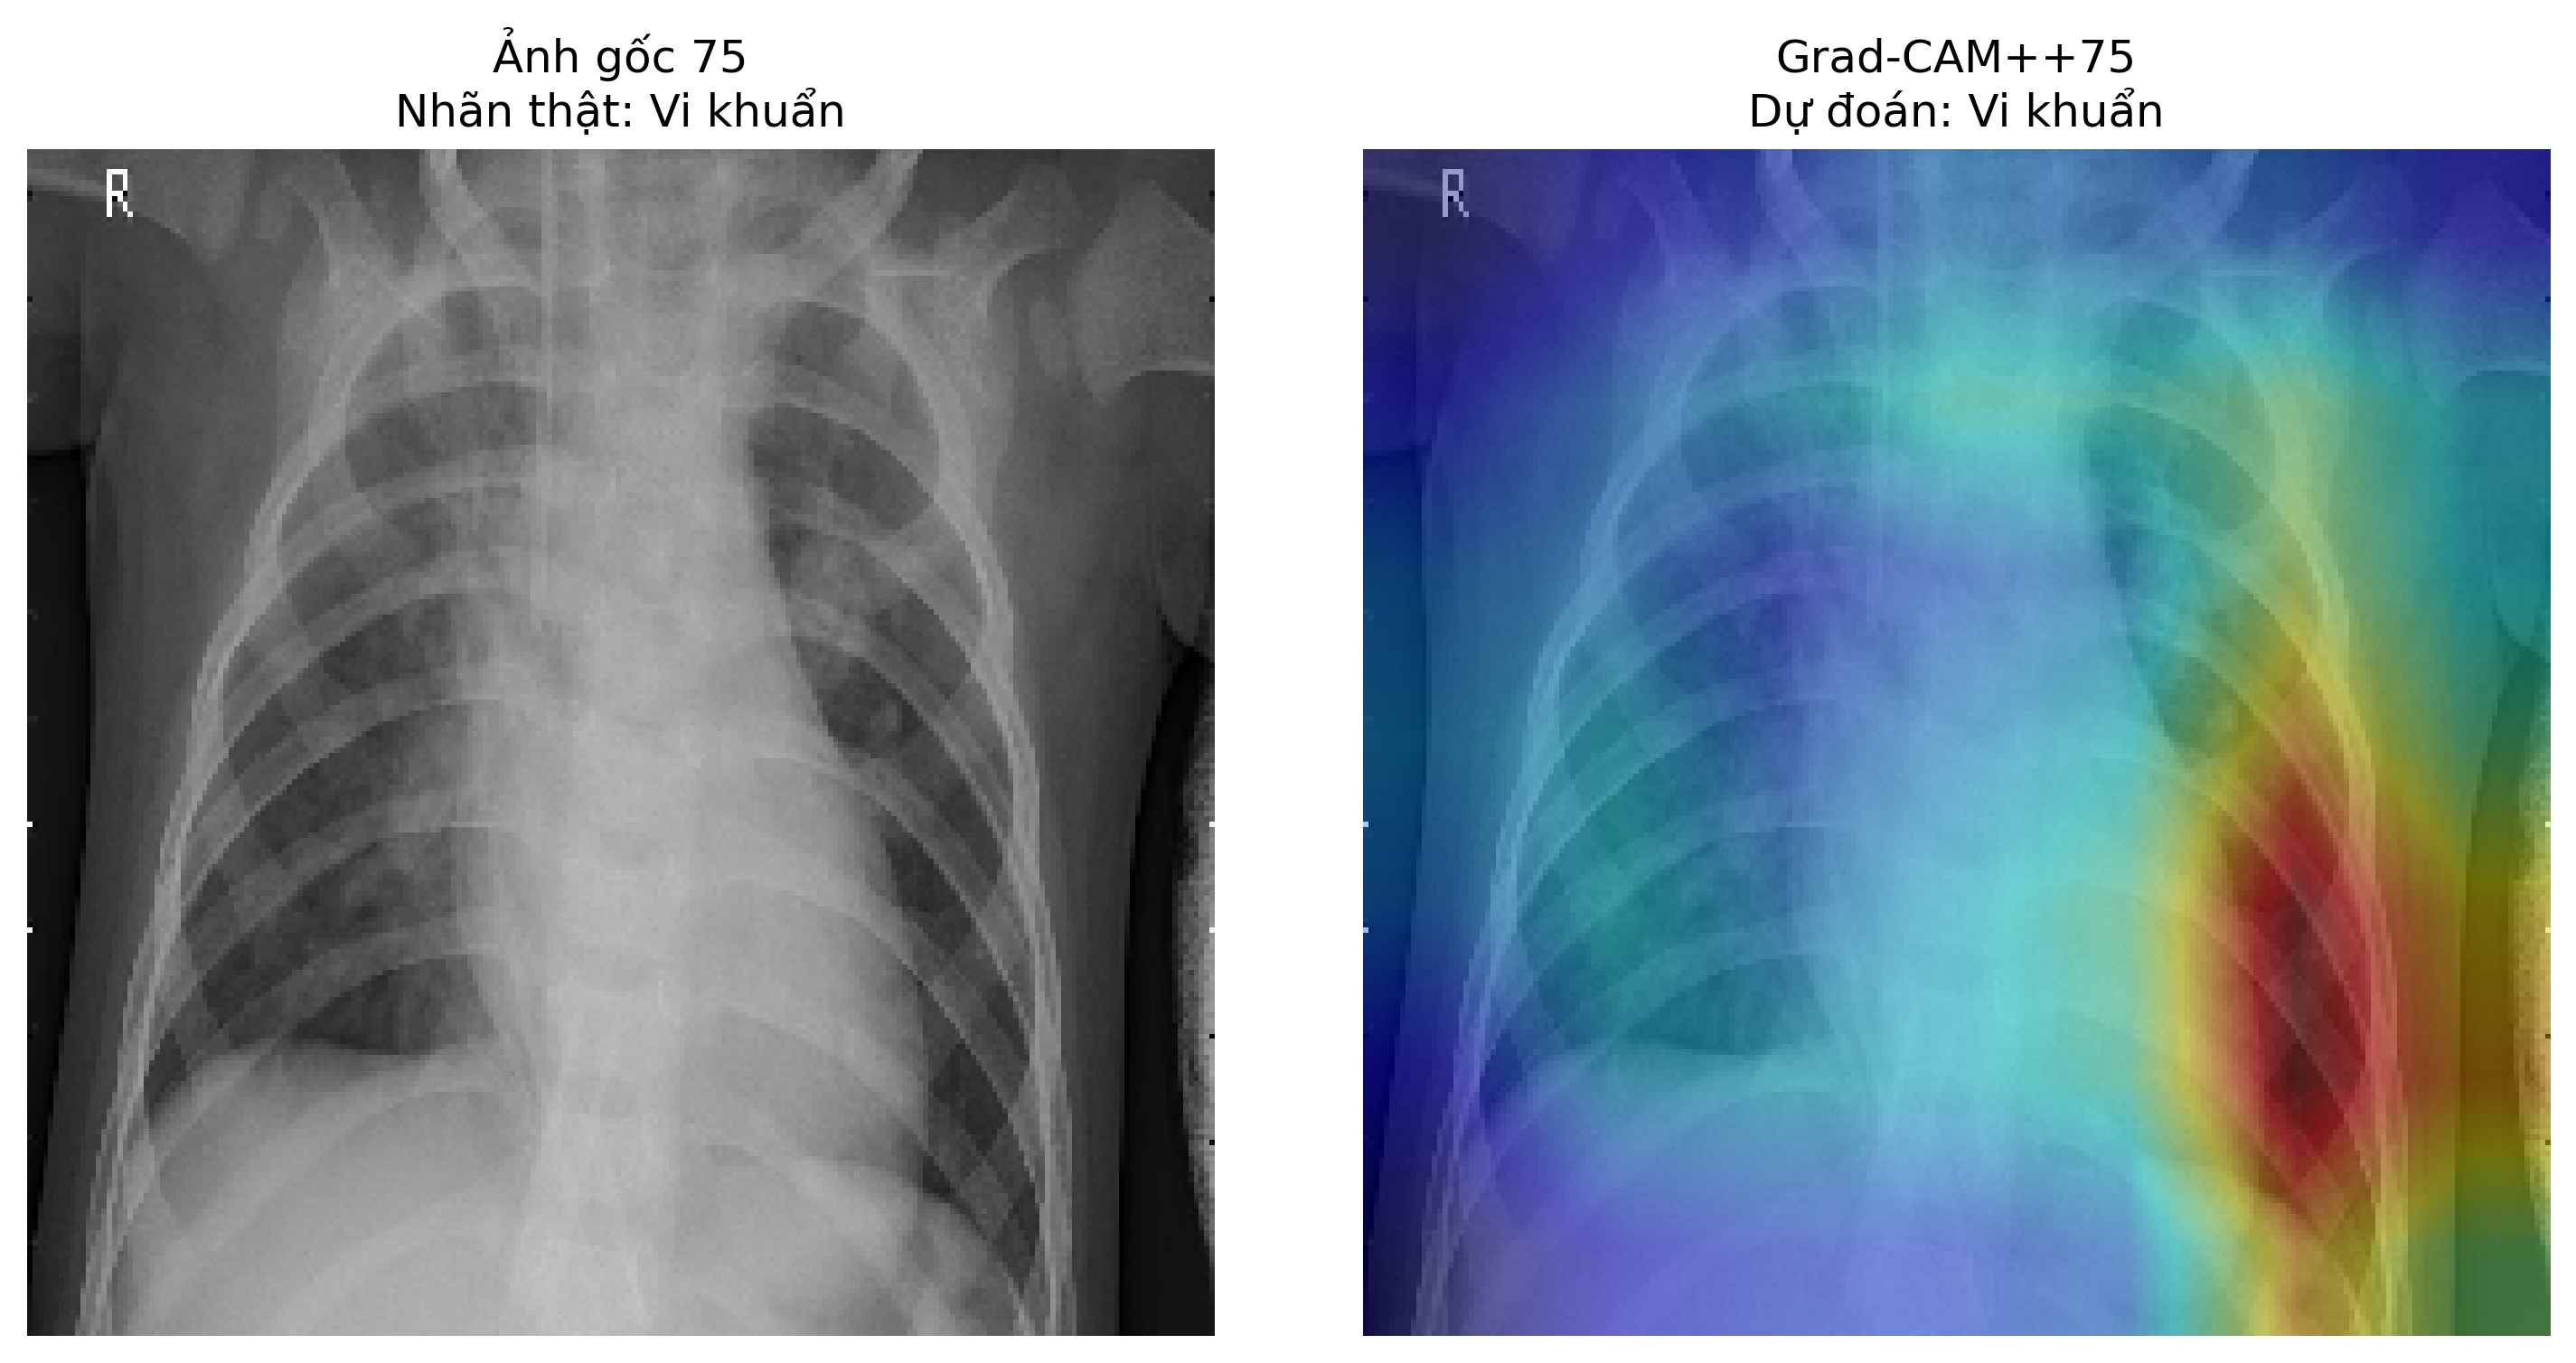 Ảnh gốc 75
Nhãn thật: Vi khuẩn
R
Grad-CAM++75
Dự đoán: Vi khuẩn
R